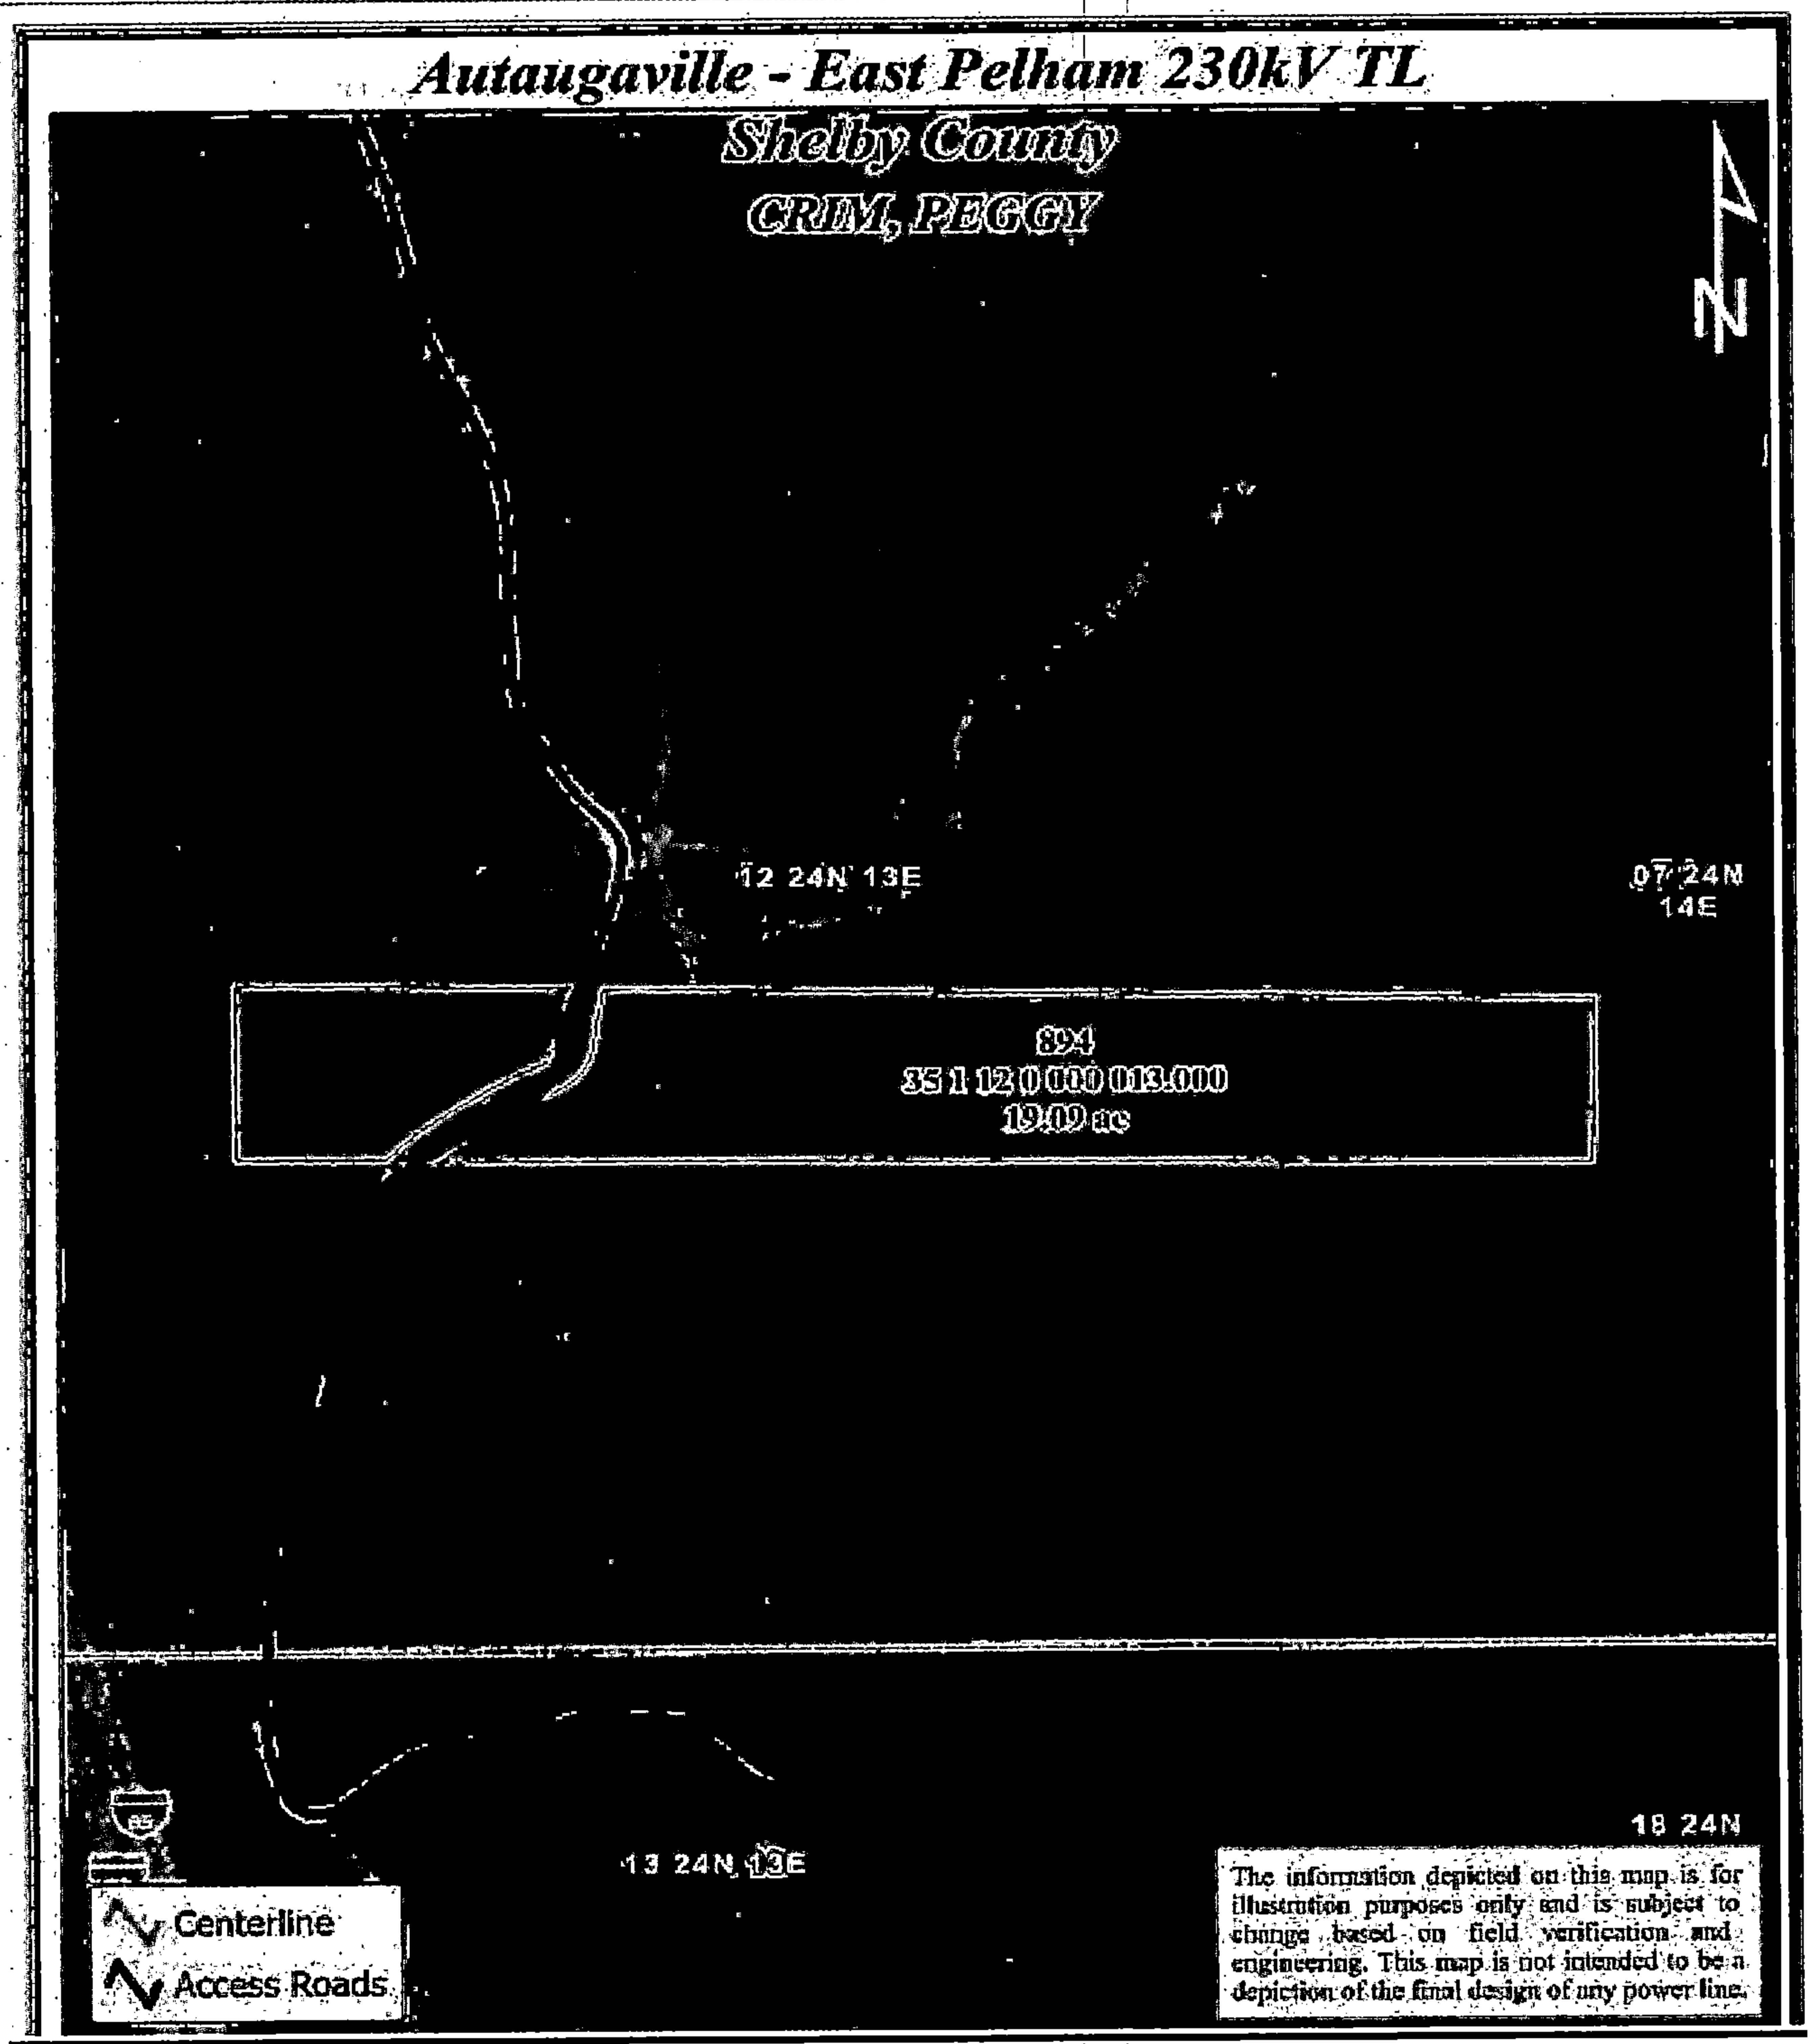 Autaugaville - East Pelham 230kV TL
Shelby County
CRIM, PEGGY
N
12 24N 13E
07 24N
14E
894
35 1 12 0 000 013.000
19.09 ac
18 24N
65
13 24N 13E
Centerline
Access Roads
The information depicted on this map is for
illustration purposes only and is subject to
change based on field verification and
engineering. This map is not intended to be a
depiction of the final design of any power line.